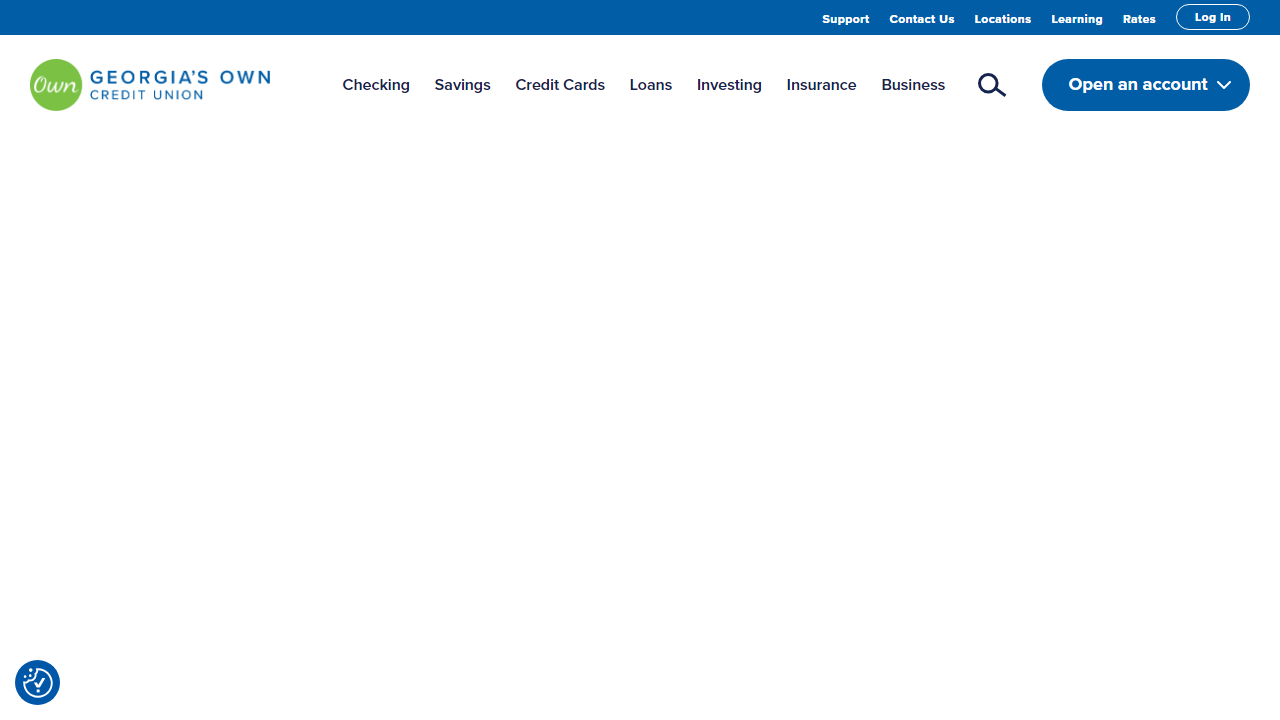 Support Contact Us Locations Learning Rates Log In
Own GEORGIA'S OWN
CREDIT UNION
Checking Savings Credit Cards Loans Investing Insurance Business Open an account